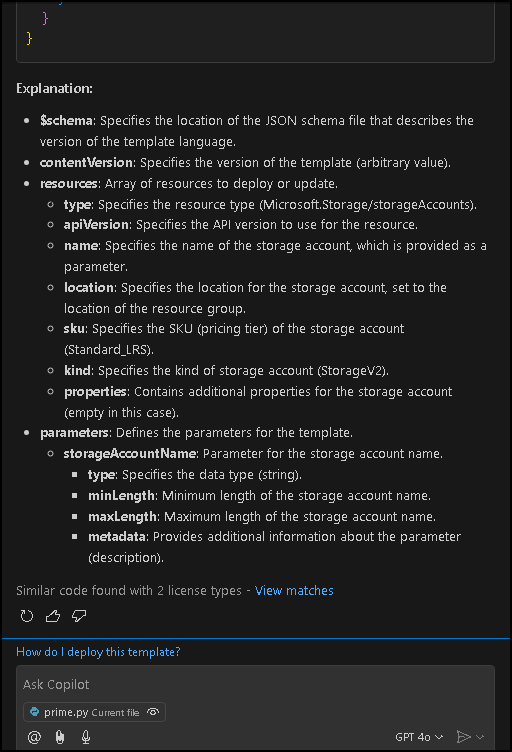 }
}
Explanation:
$schema: Specifies the location of the JSON schema file that describes the
version of the template language.
contentVersion: Specifies the version of the template (arbitrary value).
resources: Array of resources to deploy or update.
type: Specifies the resource type (Microsoft.Storage/storageAccounts).
apiVersion: Specifies the API version to use for the resource.
name: Specifies the name of the storage account, which is provided as a
parameter.
location: Specifies the location for the storage account, set to the
location of the resource group.
sku: Specifies the SKU (pricing tier) of the storage account
(Standard_LRS).
kind: Specifies the kind of storage account (StorageV2).
properties: Contains additional properties for the storage account
(empty in this case).
parameters: Defines the parameters for the template.
storageAccountName: Parameter for the storage account name.
type: Specifies the data type (string).
minLength: Minimum length of the storage account name.
maxLength: Maximum length of the storage account name.
metadata: Provides additional information about the parameter
(description).
Similar code found with 2 license types - View matches
How do I deploy this template?
Ask Copilot
prime.py Current file
@ GPT 4o